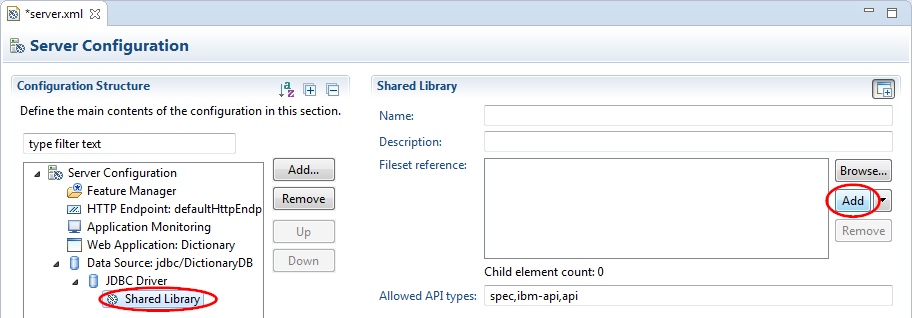 *server.xml
Server Configuration
Configuration Structure
Define the main contents of the configuration in this section.
type filter text
Server Configuration
Feature Manager
HTTP Endpoint: defaultHttpEndp
Application Monitoring
Web Application: Dictionary
Data Source: jdbc/DictionaryDB
JDBC Driver
Shared Library
Add...
Remove
Up
Down
Shared Library
Name:
Description:
Fileset reference:
Browse...
Add
Remove
Child element count: 0
Allowed API types: spec,ibm-api,api